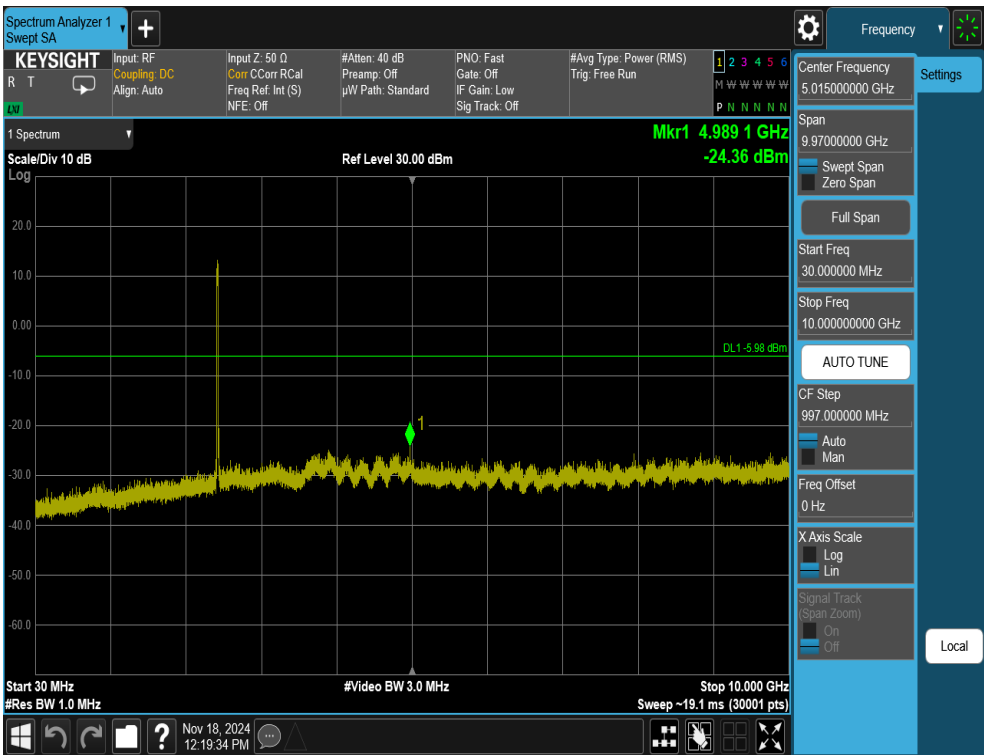 Spectrum Analyzer 1
Swept SA
Frequency
KEYSIGHT
R T
LXI
Input: RF
Coupling: DC
Align: Auto
Input Z: 50 Ω
Corr CCorr RCal
Freq Ref: Int (S)
NFE: Off
#Atten: 40 dB
Preamp: Off
µW Path: Standard
PNO: Fast
Gate: Off
IF Gain: Low
Sig Track: Off
#Avg Type: Power (RMS)
Trig: Free Run
1 2 3 4 5 6
M W W W W W
P N N N N N
1 Spectrum
Mkr1 4.989 1 GHz
Scale/Div 10 dB
Ref Level 30.00 dBm
-24.36 dBm
Log
20.0
10.0
0.00
DL1 -5.98 dBm
-10.0
-20.0
1
-30.0
-40.0
-50.0
-60.0
Start 30 MHz
#Video BW 3.0 MHz
Stop 10.000 GHz
#Res BW 1.0 MHz
Sweep ~19.1 ms (30001 pts)
Center Frequency
5.015000000 GHz
Settings
Span
9.97000000 GHz
Swept Span
Zero Span
Full Span
Start Freq
30.000000 MHz
Stop Freq
10.000000000 GHz
AUTO TUNE
CF Step
997.000000 MHz
Auto
Man
Freq Offset
0 Hz
X Axis Scale
Log
Lin
Signal Track
(Span Zoom)
On
Off
Local
?
Nov 18, 2024
12:19:34 PM